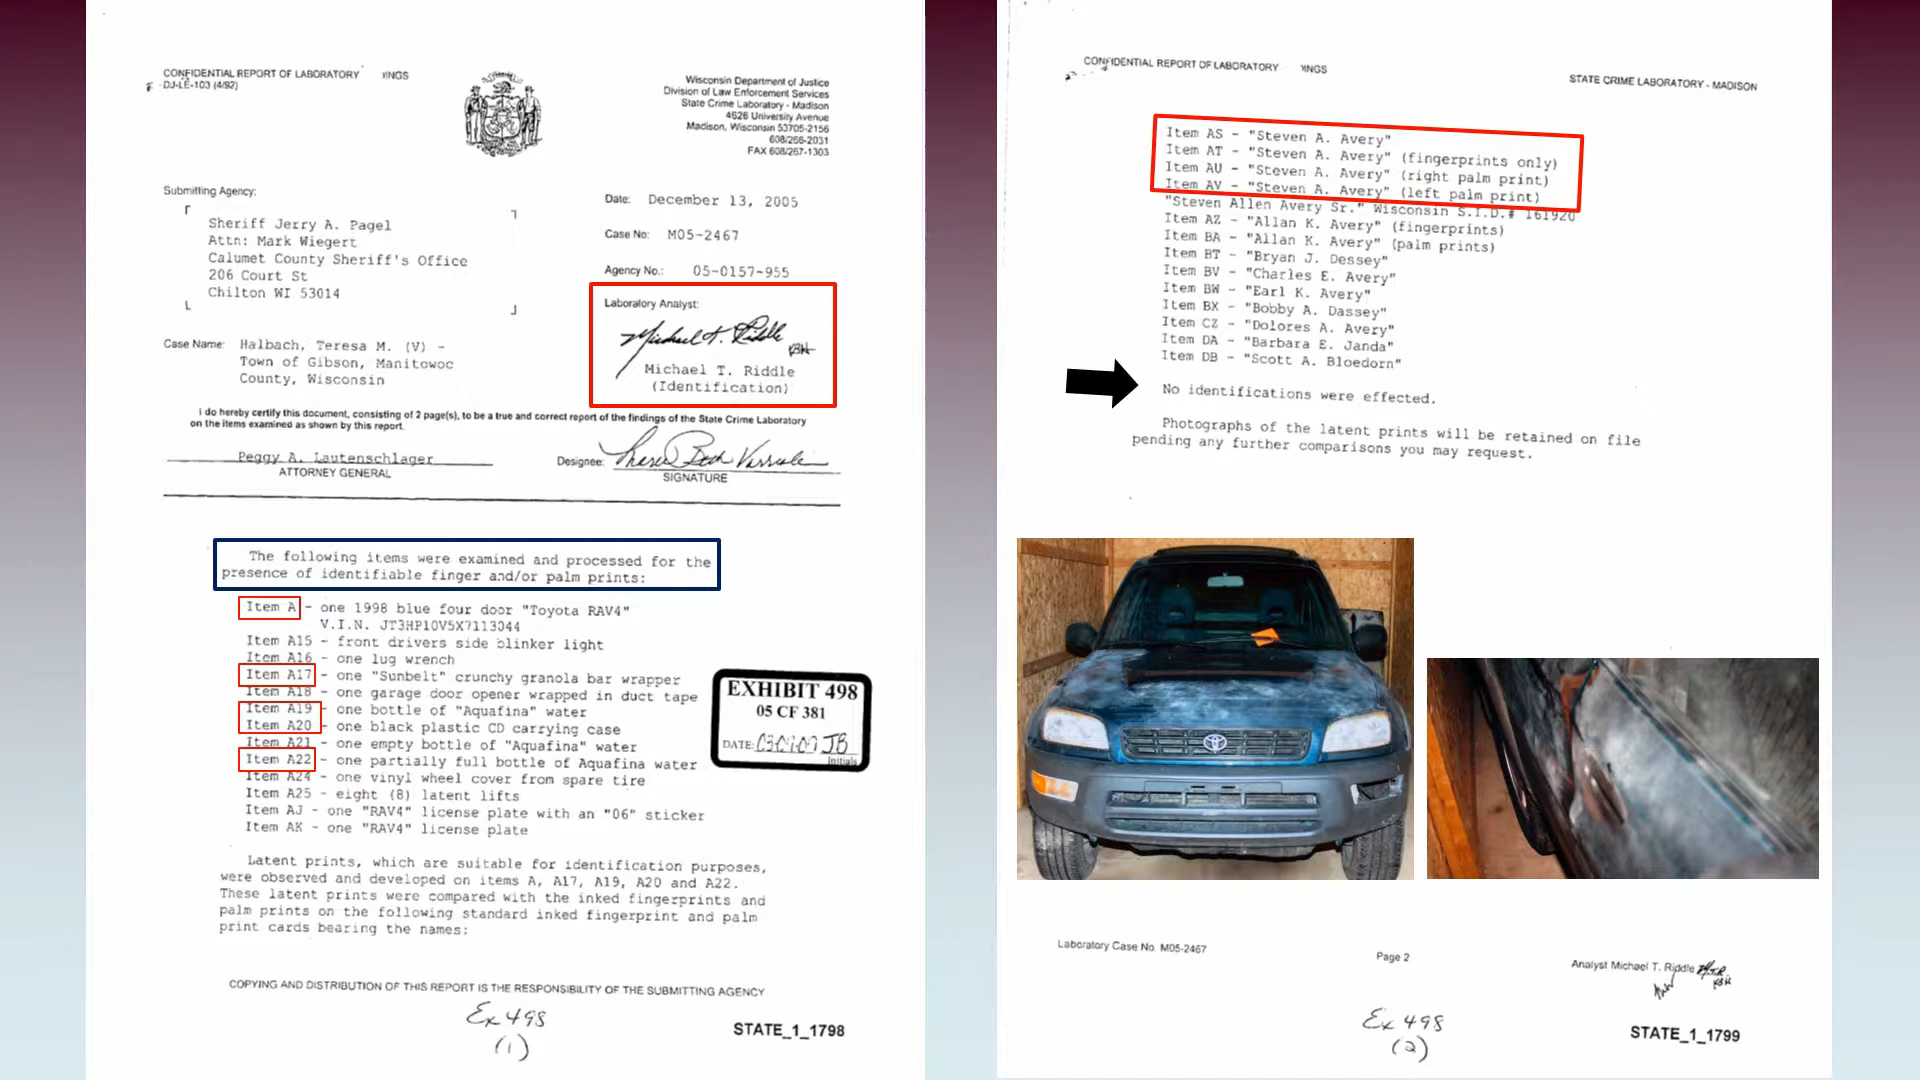 CONFIDENTIAL REPORT OF LABORATORY
DJ-LE-103 (4/92)
Wisconsin Department of Justice
Division of Law Enforcement Services
State Crime Laboratory - Madison
4626 University Avenue
Madison, Wisconsin 53705-2156
608/266-2031
FAX 608/267-1303
Submitting Agency:
Sheriff Jerry A. Pagel
Attn: Mark Wiegert
Calumet County Sheriff's Office
206 Court St
Chilton WI 53014
Date: December 13, 2005
Case No: M05-2467
Agency No.: 05-0157-955
Laboratory Analyst:
Michael T. Riddle
Michael T. Riddle
(Identification)
Case Name: Halbach, Teresa M. (V) -
Town of Gibson, Manitowoc
County, Wisconsin
I do hereby certify this document, consisting of 2 page(s), to be a true and correct report of the findings of the State Crime Laboratory
on the items examined as shown by this report.
Peggy A. Lautenschlager
ATTORNEY GENERAL
Designee:
SIGNATURE
The following items were examined and processed for the
presence of identifiable finger and/or palm prints:
Item A - one 1998 blue four door "Toyota RAV4"
V.I.N. JT3HP10V5X7113044
Item A15 - front drivers side blinker light
Item A16 - one lug wrench
Item A17 - one "Sunbelt" crunchy granola bar wrapper
Item A18 - one garage door opener wrapped in duct tape
Item A19 - one bottle of "Aquafina" water
Item A20 - one black plastic CD carrying case
Item A21 - one empty bottle of "Aquafina" water
Item A22 - one partially full bottle of Aquafina water
Item A24 - one vinyl wheel cover from spare tire
Item A25 - eight (8) latent lifts
Item AJ - one "RAV4" license plate with an "06" sticker
Item AK - one "RAV4" license plate
EXHIBIT 498
05 CF 381
DATE: JB
Initials
Latent prints, which are suitable for identification purposes,
were observed and developed on items A, A17, A19, A20 and A22.
These latent prints were compared with the inked fingerprints and
palm prints on the following standard inked fingerprint and palm
print cards bearing the names:
COPYING AND DISTRIBUTION OF THIS REPORT IS THE RESPONSIBILITY OF THE SUBMITTING AGENCY
Ex 498
(1)
STATE_1_1798
CONFIDENTIAL REPORT OF LABORATORY
STATE CRIME LABORATORY - MADISON
Item AS - "Steven A. Avery"
Item AT - "Steven A. Avery" (fingerprints only)
Item AU - "Steven A. Avery" (right palm print)
Item AV - "Steven A. Avery" (left palm print)
"Steven Allen Avery Sr." Wisconsin S.I.D.# 161920
Item AZ - "Allan K. Avery" (fingerprints)
Item BA - "Allan K. Avery" (palm prints)
Item BT - "Bryan J. Dessey"
Item BV - "Charles E. Avery"
Item BW - "Earl K. Avery"
Item BX - "Bobby A. Dassey"
Item CZ - "Dolores A. Avery"
Item DA - "Barbara E. Janda"
Item DB - "Scott A. Bloedorn"
No identifications were effected.
Photographs of the latent prints will be retained on file
pending any further comparisons you may request.
Laboratory Case No. M05-2467
Page 2
Analyst Michael T. Riddle
Ex 498
(2)
STATE_1_1799